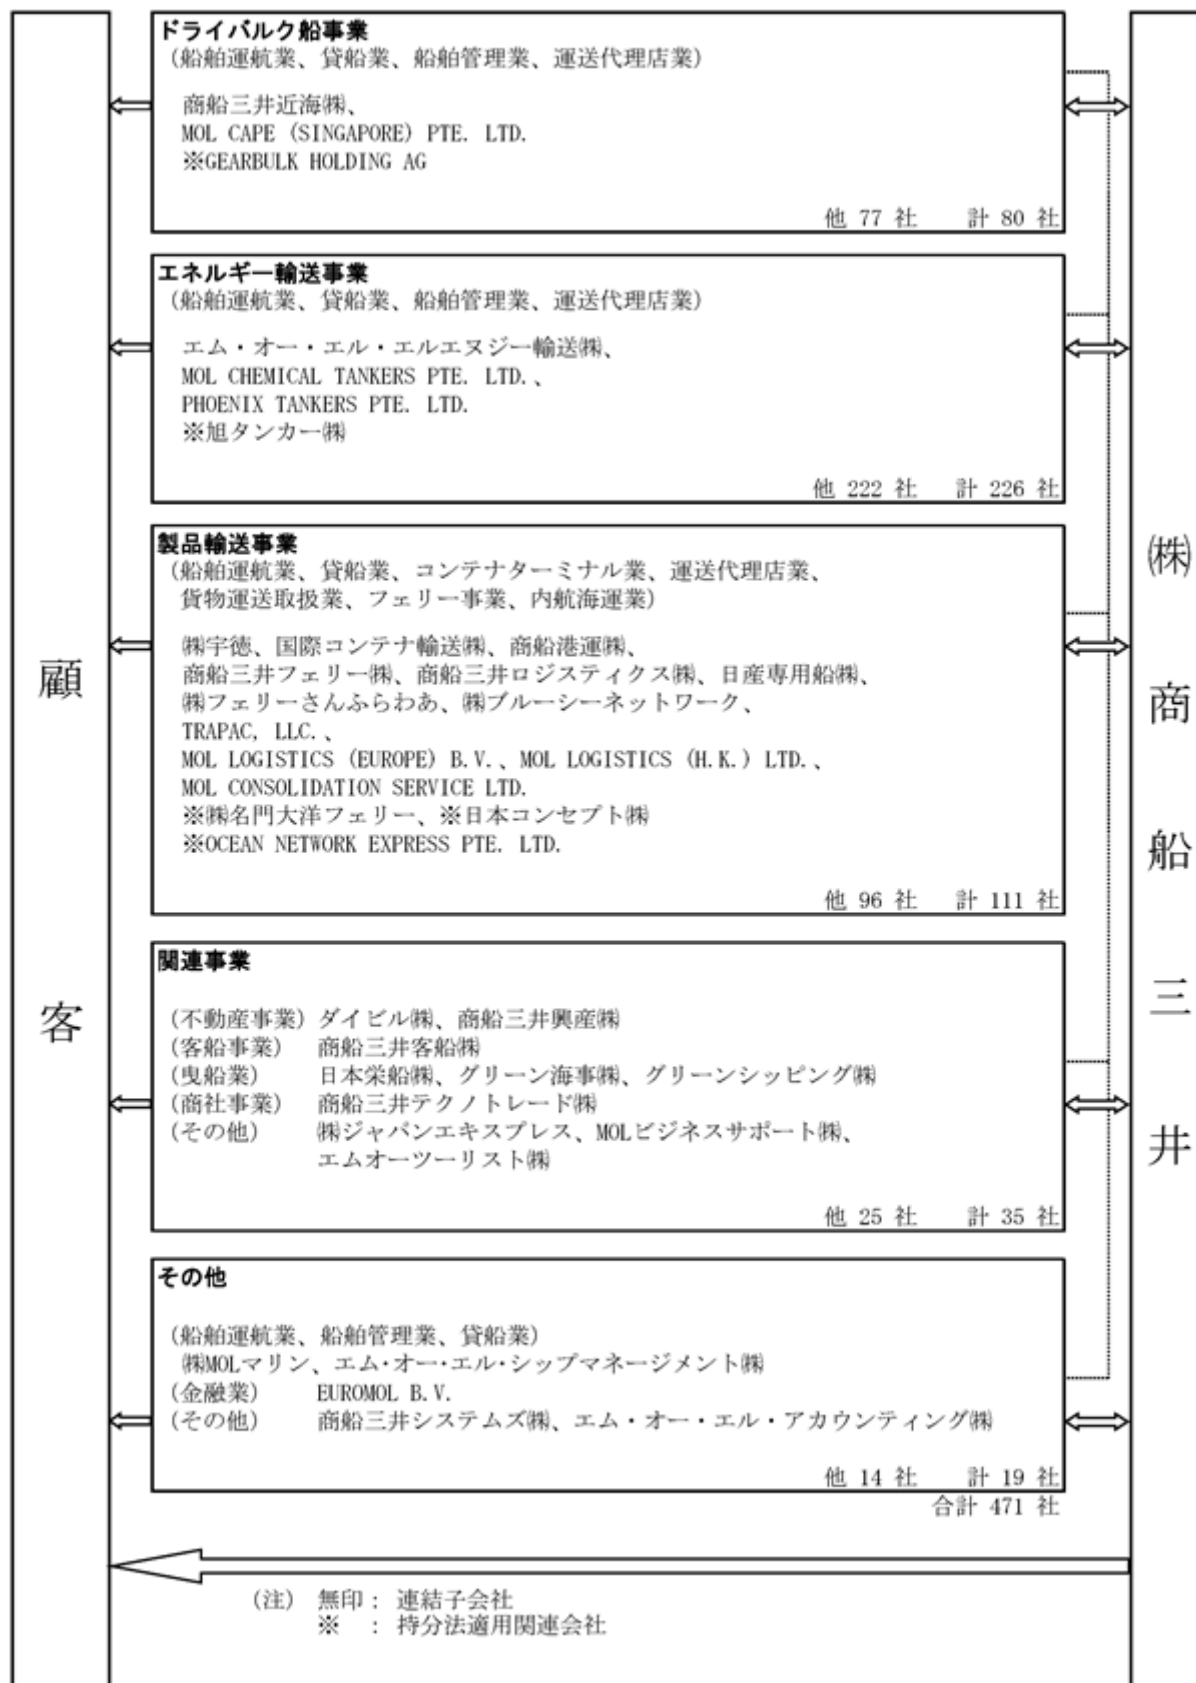 ドライバルク船事業
(船舶運航業、貸船業、船舶管理業、運送代理店業)
商船三井近海㈱、
MOL CAPE (SINGAPORE) PTE. LTD.
※GEARBULK HOLDING AG
他 77 社 計 80 社
エネルギー輸送事業
(船舶運航業、貸船業、船舶管理業、運送代理店業)
エム・オー・エル・エルエヌジー輸送㈱、
MOL CHEMICAL TANKERS PTE. LTD.、
PHOENIX TANKERS PTE. LTD.
※旭タンカー㈱
他 222 社 計 226 社
製品輸送事業
(船舶運航業、貸船業、コンテナターミナル業、運送代理店業、
貨物運送取扱業、フェリー事業、内航海運業)
㈱宇徳、国際コンテナ輸送㈱、商船港運㈱、
商船三井フェリー㈱、商船三井ロジスティクス㈱、日産専用船㈱、
㈱フェリーさんふらわあ、㈱ブルーシーネットワーク、
TRAPAC, LLC.、
MOL LOGISTICS (EUROPE) B.V.、MOL LOGISTICS (H.K.) LTD.、
MOL CONSOLIDATION SERVICE LTD.
※㈱名門大洋フェリー、※日本コンセプト㈱
※OCEAN NETWORK EXPRESS PTE. LTD.
他 96 社 計 111 社
関連事業
(不動産事業) ダイビル㈱、商船三井興産㈱
(客船事業) 商船三井客船㈱
(曳船業) 日本栄船㈱、グリーン海事㈱、グリーンシッピング㈱
(商社事業) 商船三井テクノトレード㈱
(その他) ㈱ジャパンエキスプレス、MOLビジネスサポート㈱、
エムオーツーリスト㈱
他 25 社 計 35 社
その他
(船舶運航業、船舶管理業、貸船業)
㈱MOLマリン、エム・オー・エル・シップマネージメント㈱
(金融業) EUROMOL B.V.
(その他) 商船三井システムズ㈱、エム・オー・エル・アカウンティング㈱
他 14 社 計 19 社
合計 471 社
(注) 無印: 連結子会社
※ : 持分法適用関連会社
顧客
㈱商船三井